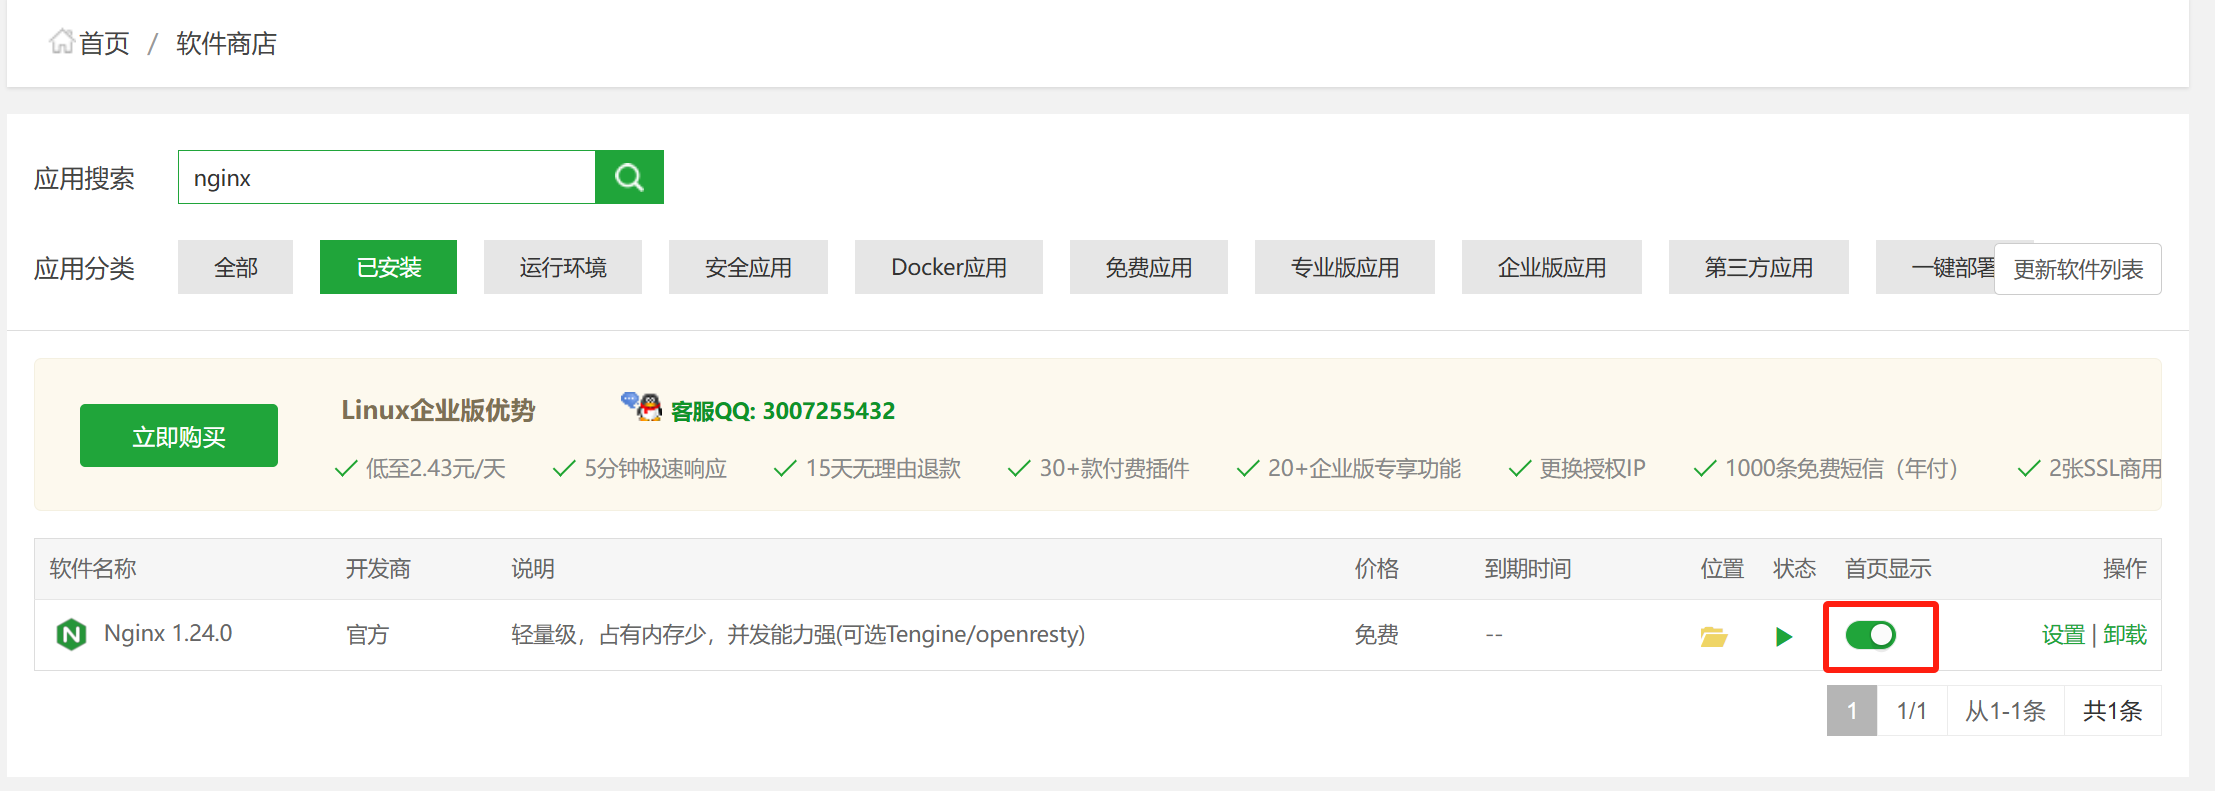 首页 / 软件商店
应用搜索 nginx
应用分类 全部 已安装 运行环境 安全应用 Docker应用 免费应用 专业版应用 企业版应用 第三方应用 一键部署 更新软件列表
立即购买 Linux企业版优势 客服QQ: 3007255432
低至2.43元/天 5分钟极速响应 15天无理由退款 30+款付费插件 20+企业版专享功能 更换授权IP 1000条免费短信（年付） 2张SSL商用
软件名称 开发商 说明 价格 到期时间 位置 状态 首页显示 操作
Nginx 1.24.0 官方 轻量级，占有内存少，并发能力强(可选Tengine/openresty) 免费 -- 设置 | 卸载
1 1/1 从1-1条 共1条